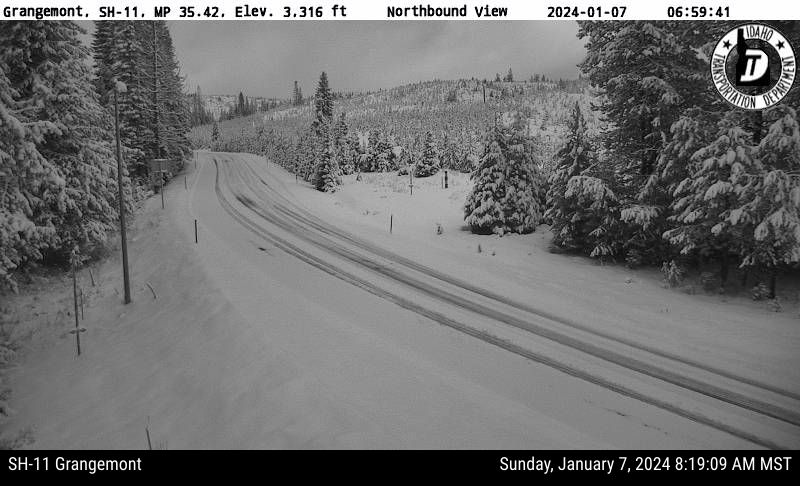 Grangemont, SH-11, MP 35.42, Elev. 3,316 ft Northbound View 2024-01-07 06:59:41
IDAHO
TRANSPORTATION DEPARTMENT
SH-11 Grangemont Sunday, January 7, 2024 8:19:09 AM MST